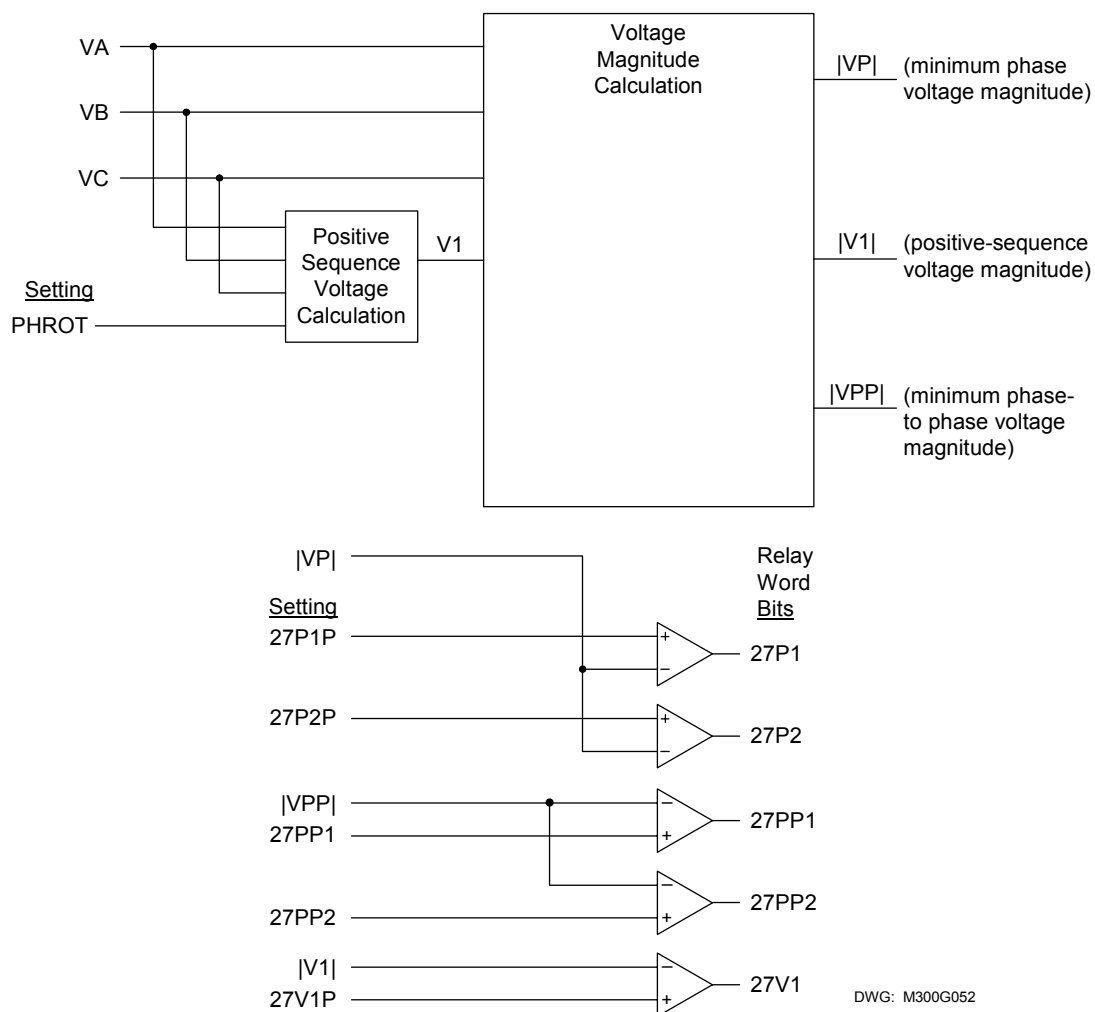 Voltage
Magnitude
Calculation
VA
VB
VC
|VP| (minimum phase
voltage magnitude)
Positive
Sequence
Voltage
Calculation
V1
|V1| (positive-sequence
voltage magnitude)
Setting
PHROT
|VPP| (minimum phase-
to phase voltage
magnitude)
|VP|
Relay
Word
Bits
Setting
27P1P
+
−
27P1
27P2P
+
−
27P2
|VPP|
−
27PP1
+
27PP1
−
27PP2
+
27PP2
|V1|
−
27V1P
+
27V1
DWG: M300G052